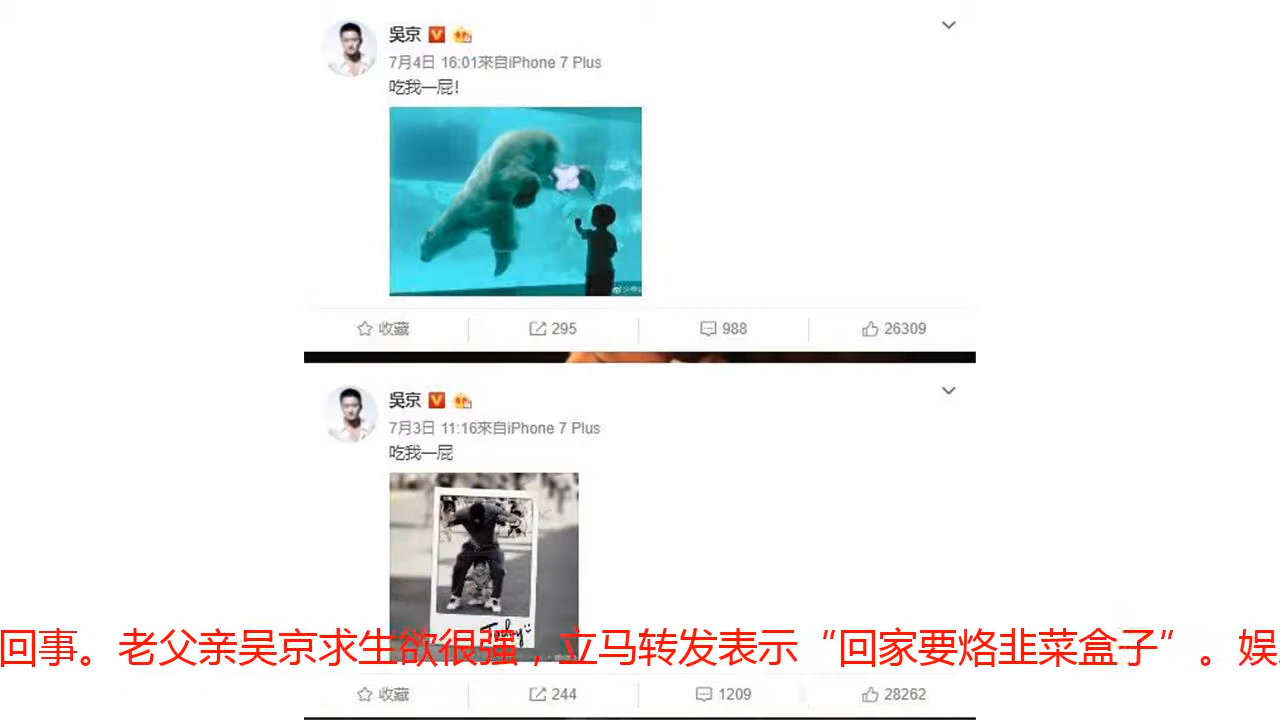 吳京
7月4日 16:01來自iPhone 7 Plus
吃我一屁!
收藏
295
988
26309
吳京
7月3日 11:16來自iPhone 7 Plus
吃我一屁
回事。老父亲吴京求生欲很强，立马转发表示“回家要烙韭菜盒子”。娱
收藏
244
1209
28262